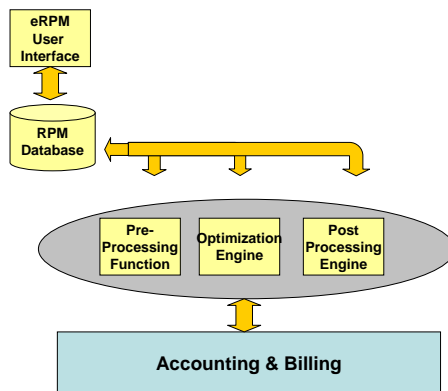 eRPM
User
Interface
RPM
Database
Pre-
Processing
Function
Optimization
Engine
Post
Processing
Engine
Accounting & Billing